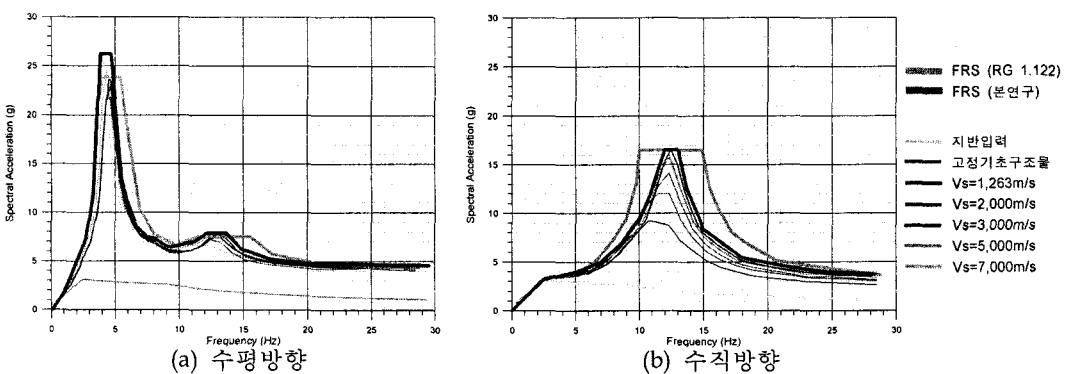 30
25
20
15
10
5
0
Spectral Acceleration (g)
0 5 10 15 20 25 30
Frequency (Hz)
(a) 수평방향
30
25
20
15
10
5
0
Spectral Acceleration (g)
0 5 10 15 20 25 30
Frequency (Hz)
(b) 수직방향
FRS (RG 1.122)
FRS (본연구)
지반입력
고정기초구조물
Vs=1,263m/s
Vs=2,000m/s
Vs=3,000m/s
Vs=5,000m/s
Vs=7,000m/s